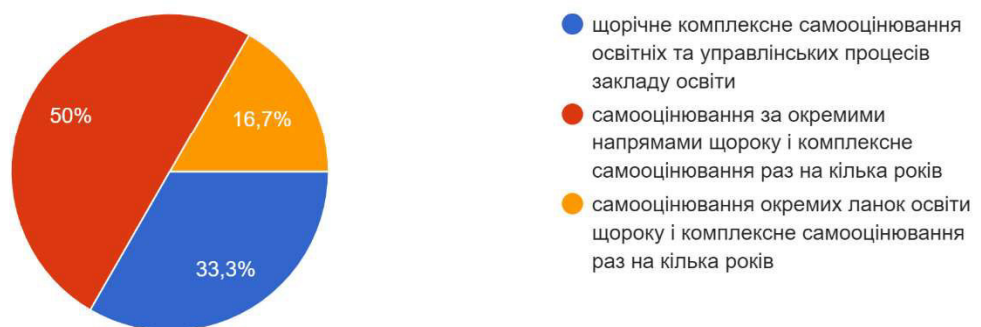 50%
16,7%
33,3%
щорічне комплексне самооцінювання
освітніх та управлінських процесів
закладу освіти
самооцінювання за окремими
напрямами щороку і комплексне
самооцінювання раз на кілька років
самооцінювання окремих ланок освіти
щороку і комплексне самооцінювання
раз на кілька років